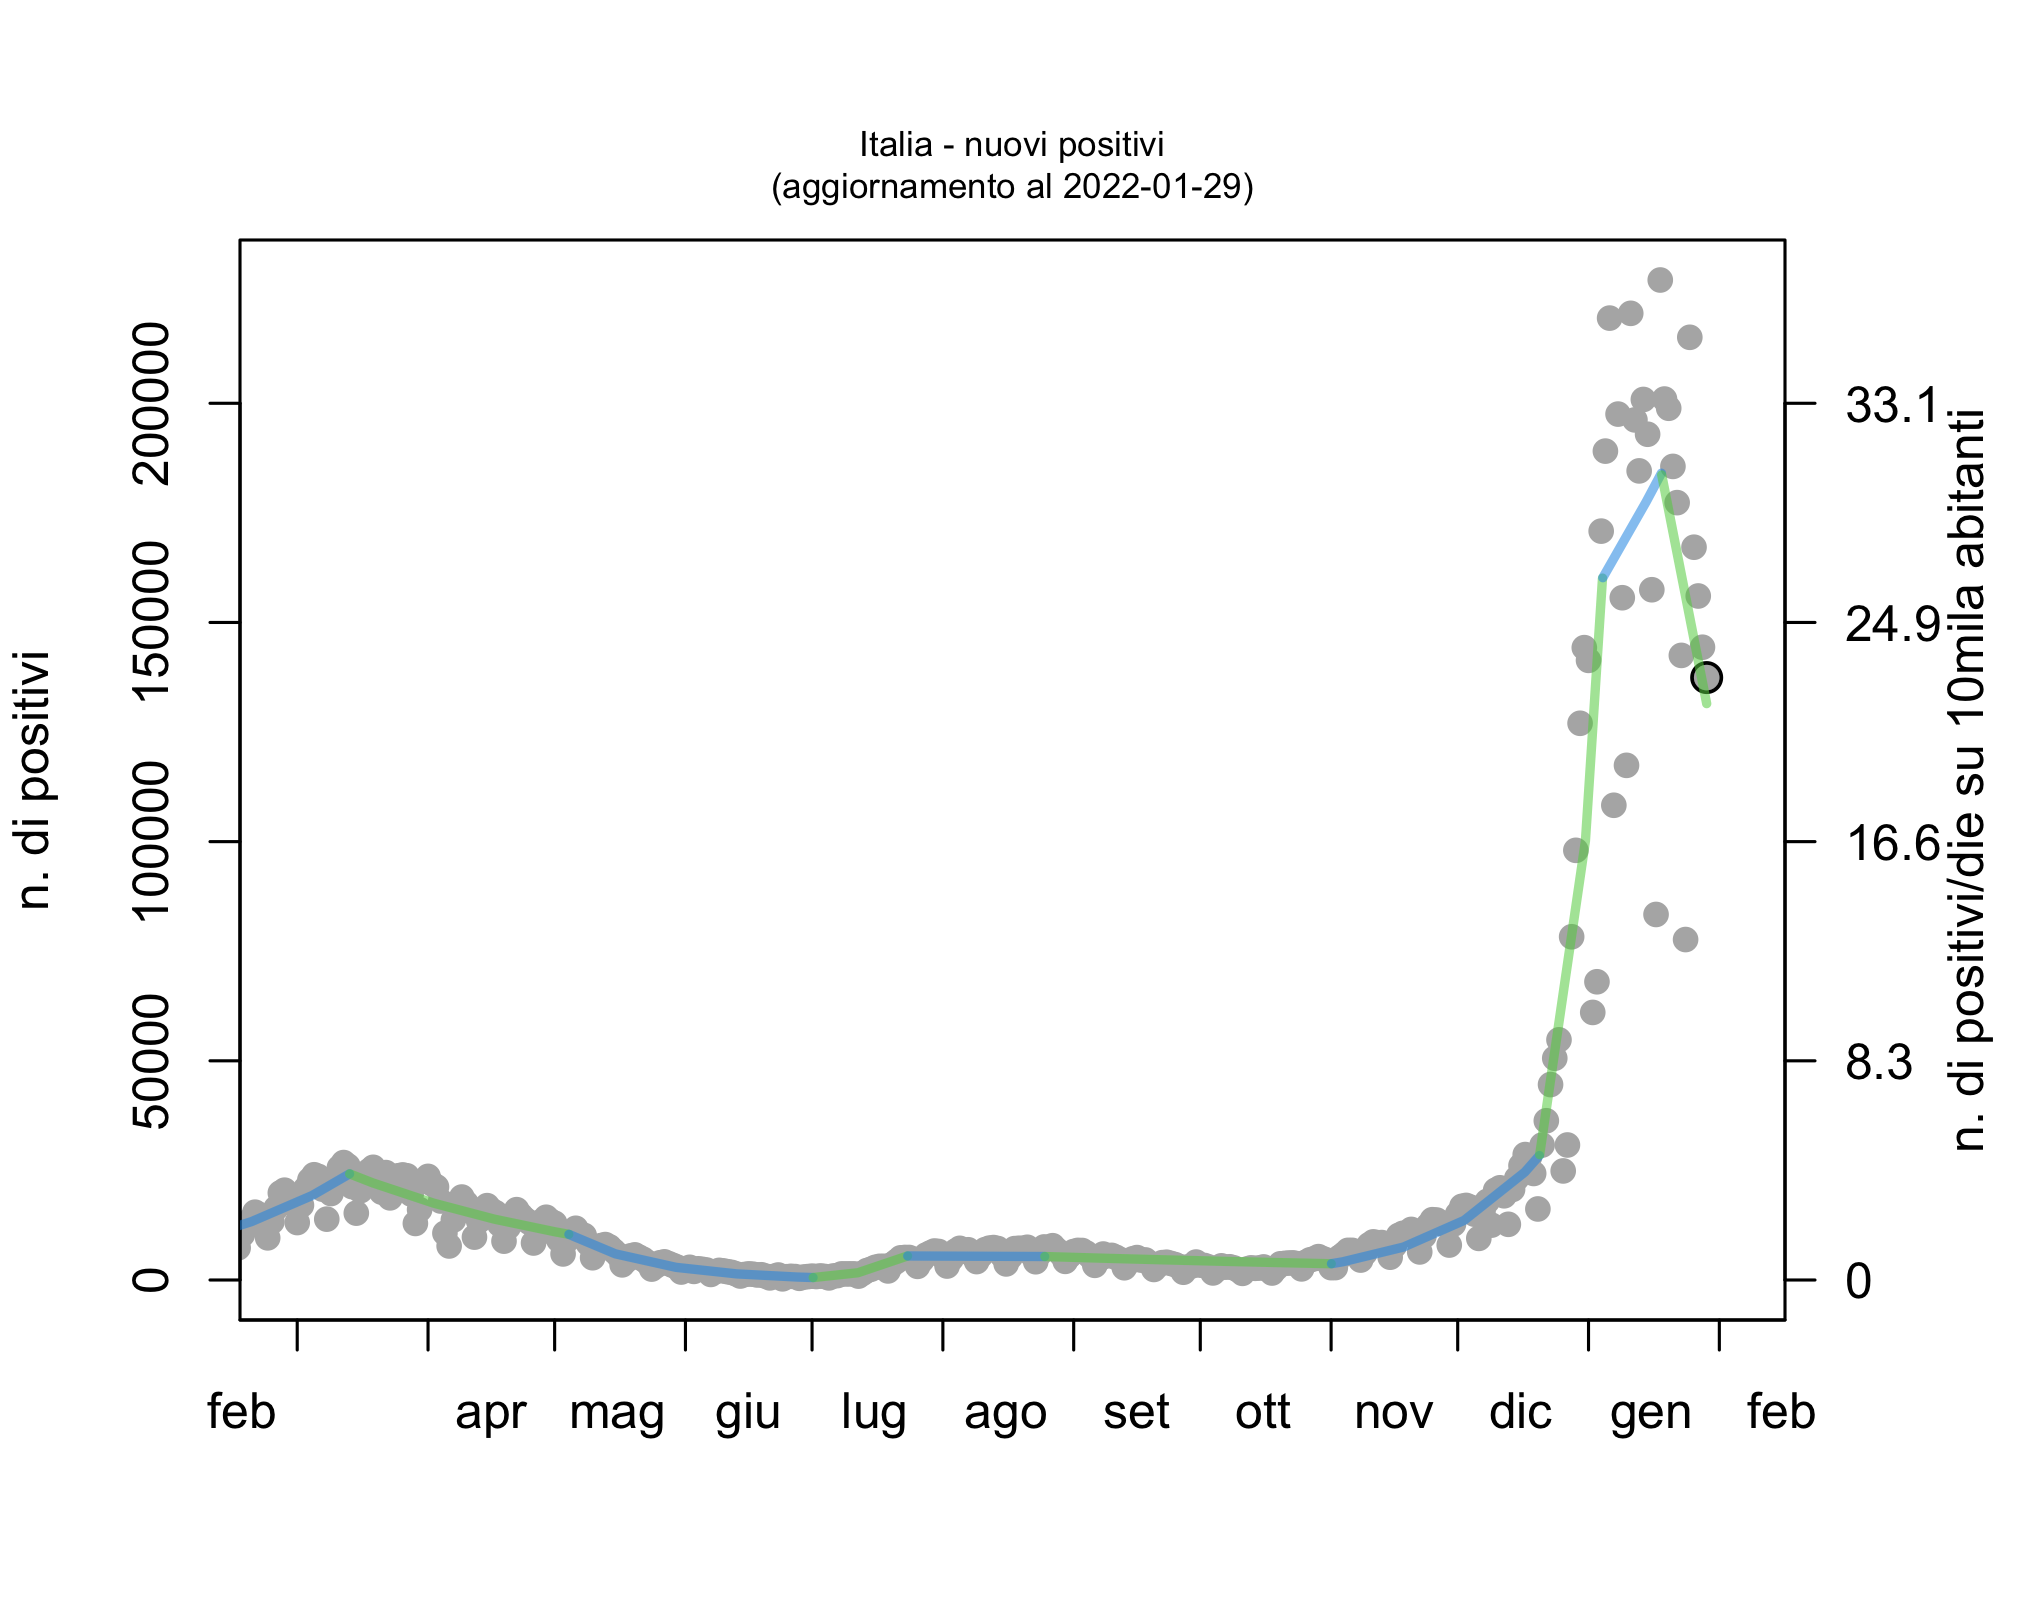 Italia - nuovi positivi
(aggiornamento al 2022-01-29)
n. di positivi
200000
150000
100000
50000
0
33.1
24.9
16.6
8.3
0
n. di positivi/die su 10mila abitanti
feb apr mag giu lug ago set ott nov dic gen feb